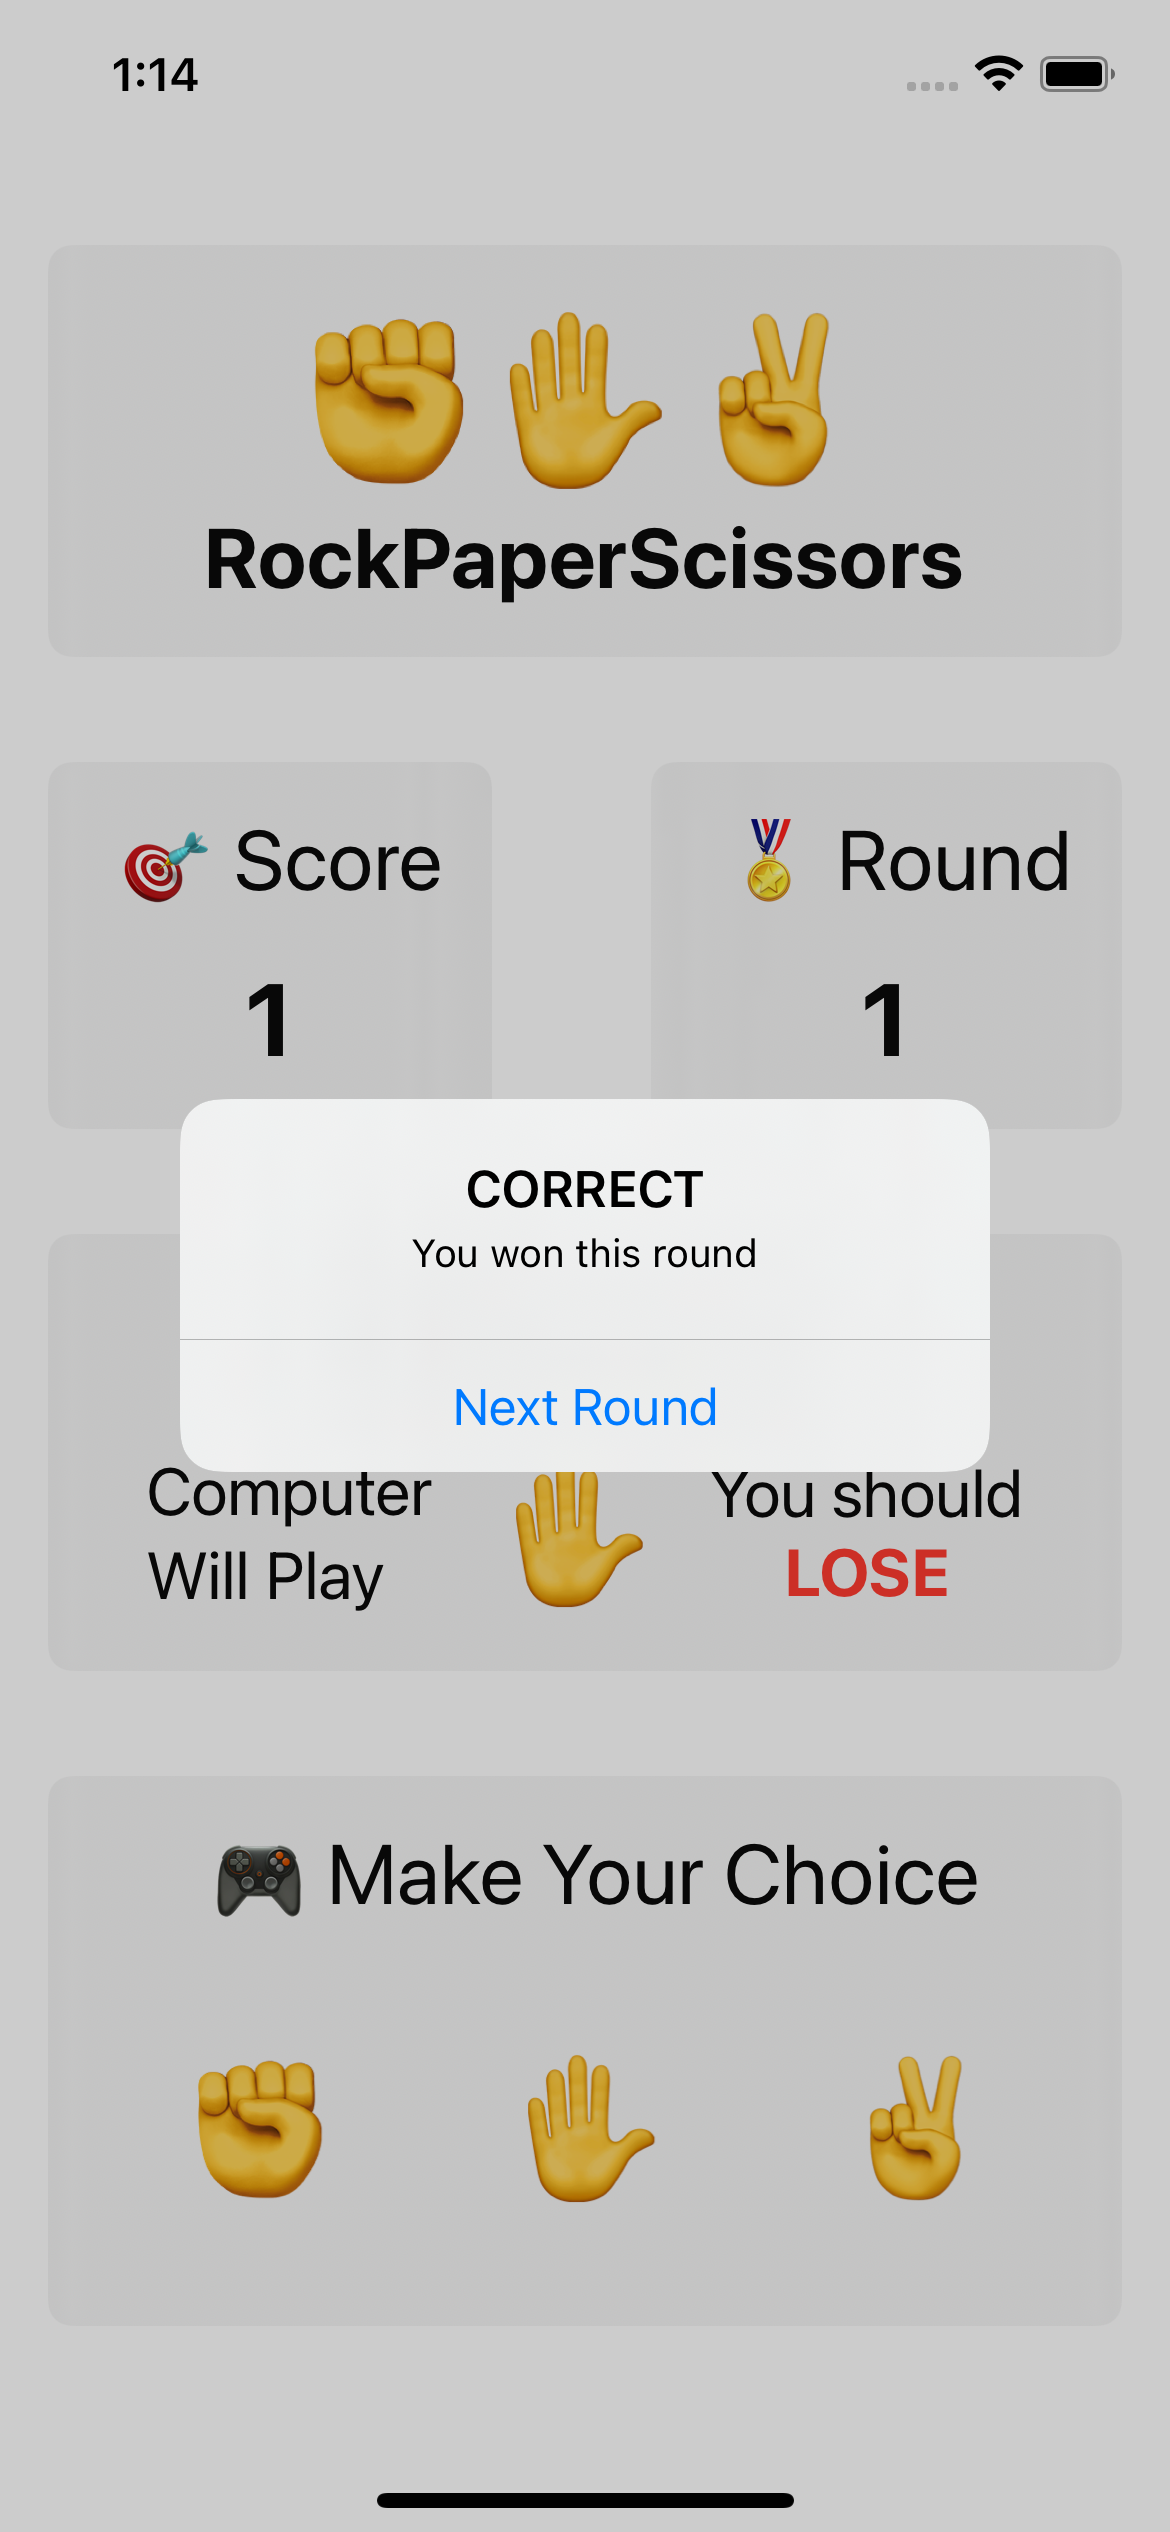 1:14
RockPaperScissors
Score
Round
1
1
CORRECT
You won this round
Next Round
Computer
Will Play
You should
LOSE
Make Your Choice